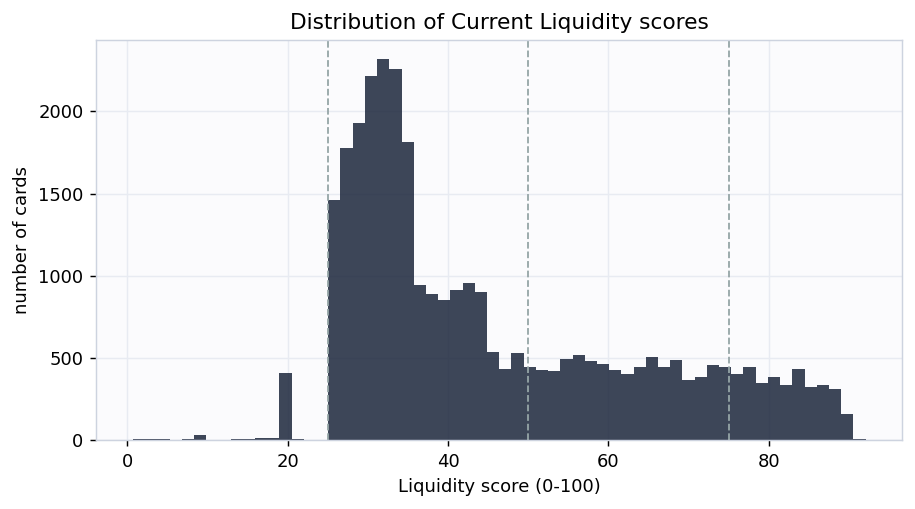 Distribution of Current Liquidity scores
number of cards
2000
1500
1000
500
0
0 20 40 60 80
Liquidity score (0-100)